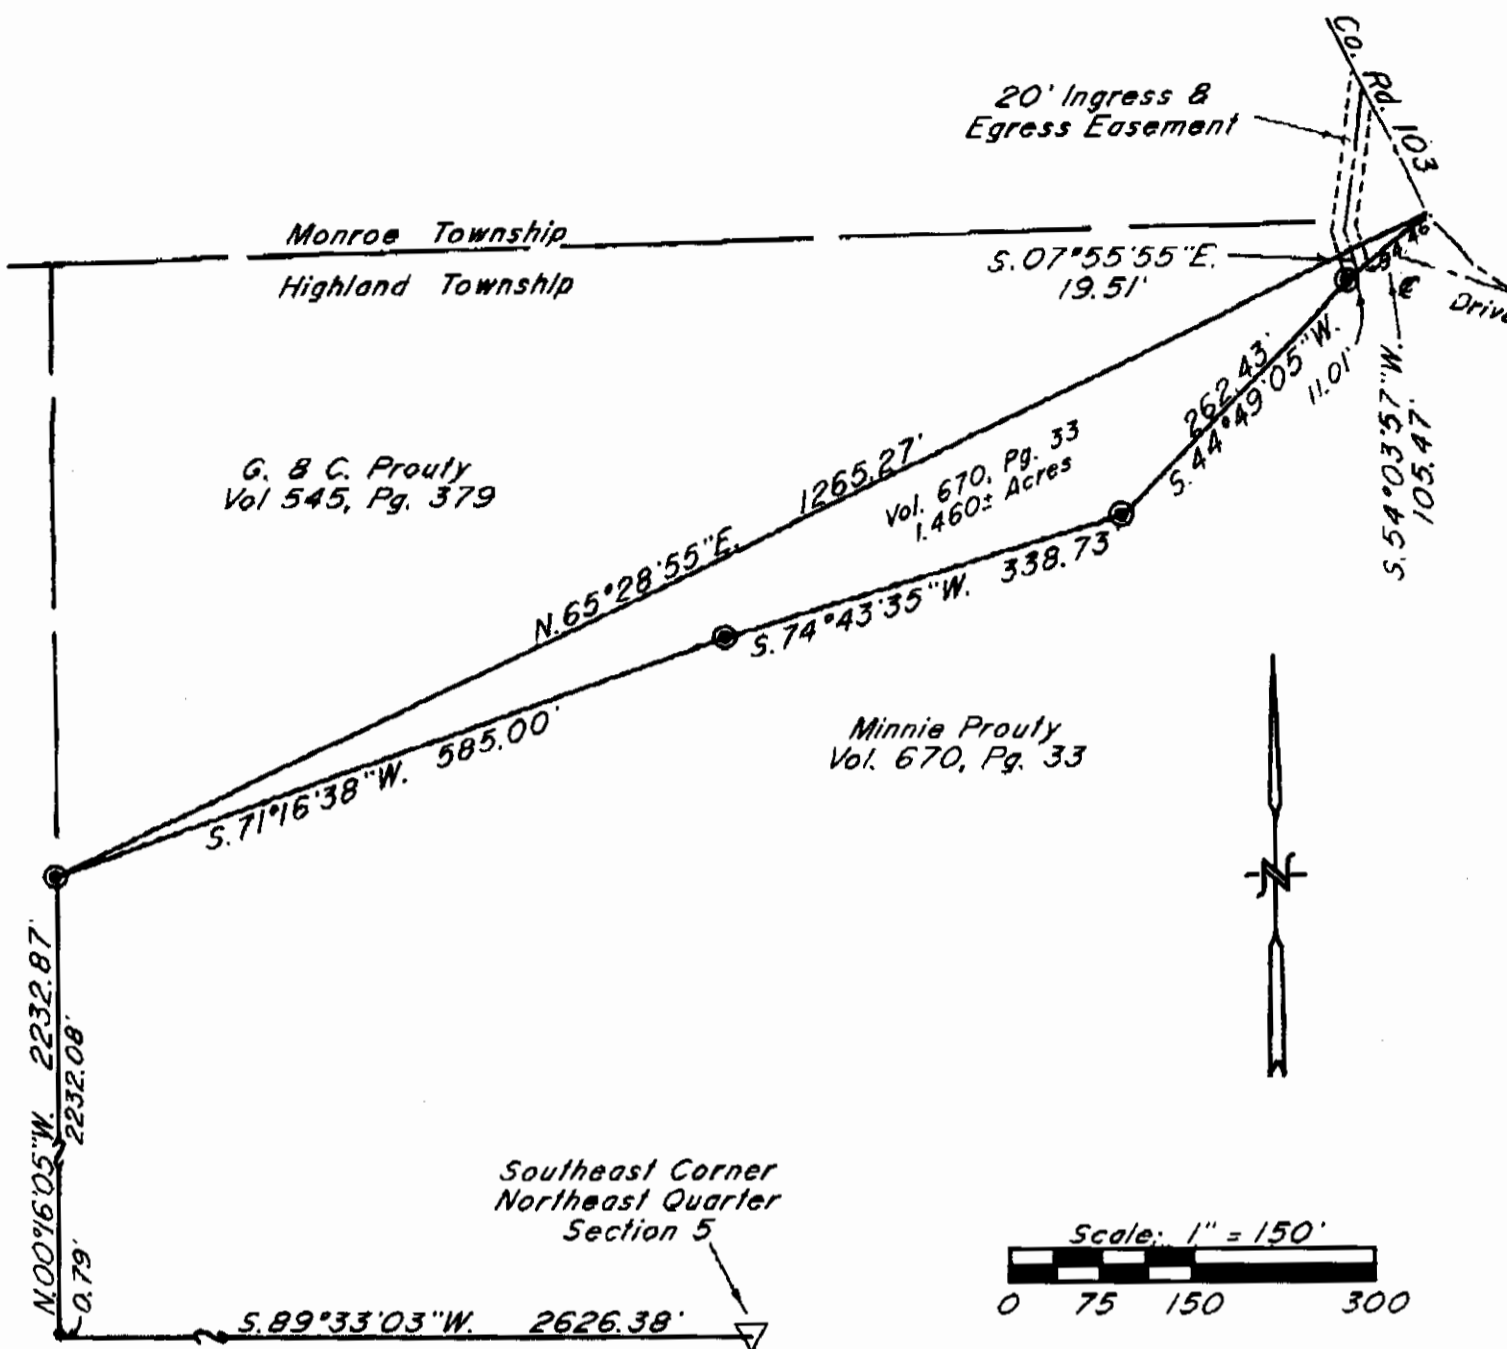 Co. Rd. 103
20' Ingress &
Egress Easement
Monroe Township
Highland Township
S.07°55'55"E.
19.51'
94.46'
℄
Drive
262.43'
S.44°49'05"W.
11.01'
S.54°03'57"W.
105.47'
G. & C. Prouty
Vol 545, Pg. 379
1265.27'
N.65°28'55"E.
Vol. 670, Pg. 33
1.460± Acres
S.74°43'35"W. 338.73'
S.71°16'38"W. 585.00'
Minnie Prouty
Vol. 670, Pg. 33
N
N.00°16'05"W. 2232.87'
2232.08'
0.79'
Southeast Corner
Northeast Quarter
Section 5
S.89°33'03"W. 2626.38'
Scale: 1" = 150'
0 75 150 300